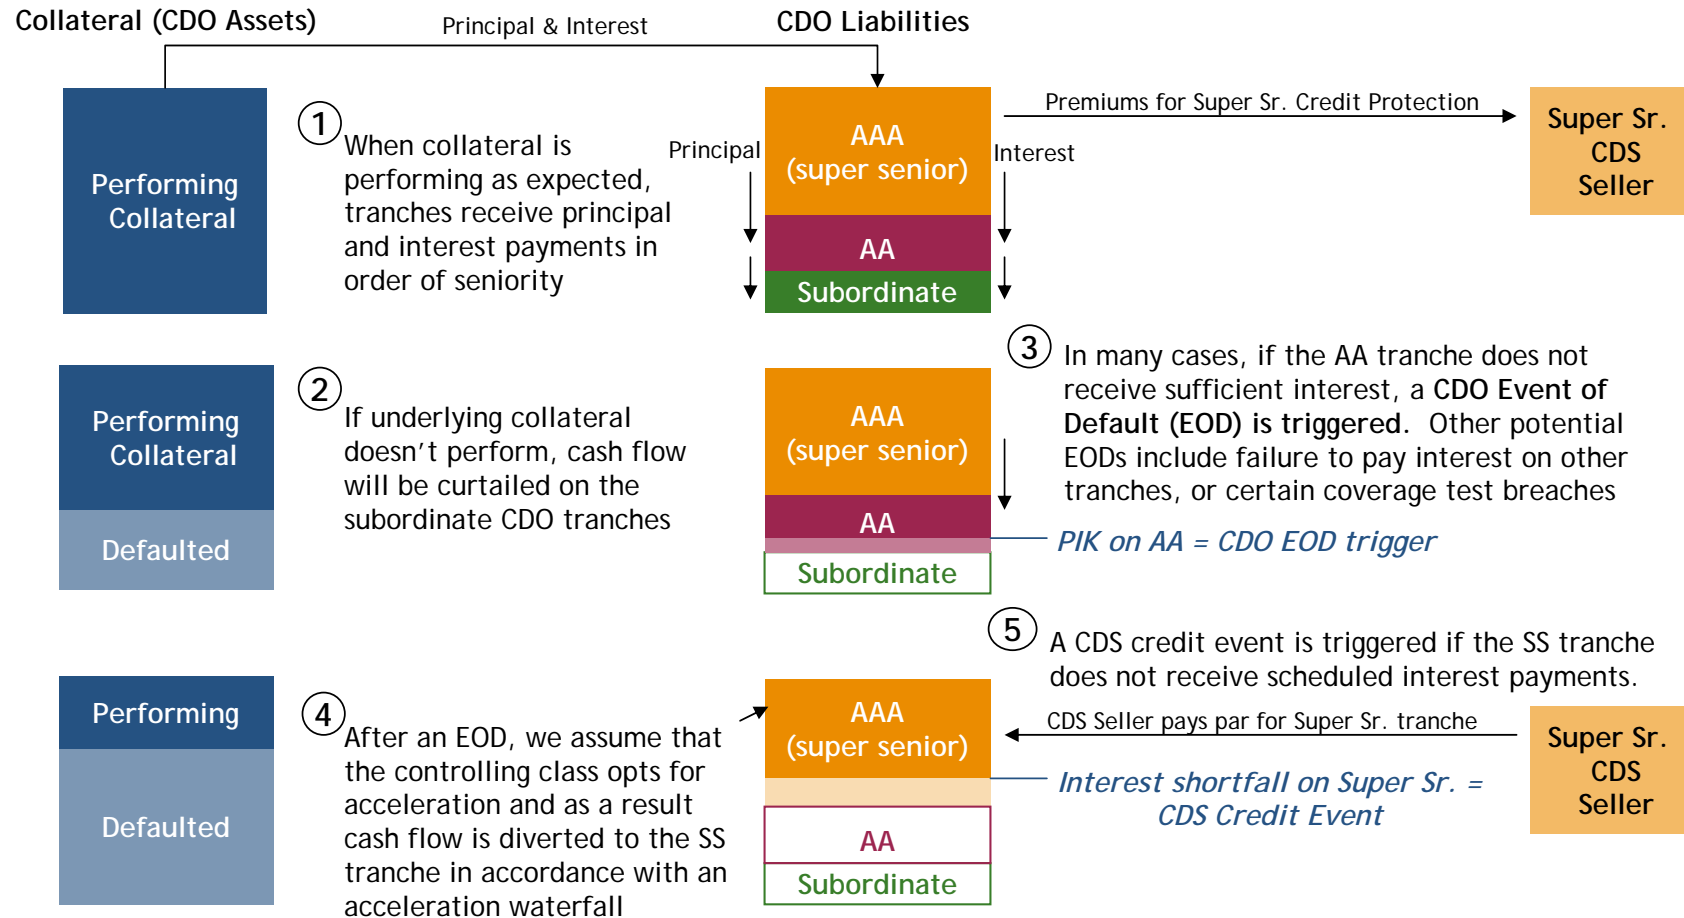 Collateral (CDO Assets)
Principal & Interest
CDO Liabilities
Performing
Collateral
1
When collateral is
performing as expected,
tranches receive principal
and interest payments in
order of seniority
Principal
AAA
(super senior)
AA
Subordinate
Interest
Premiums for Super Sr. Credit Protection
Super Sr.
CDS
Seller
Performing
Collateral
Defaulted
2
If underlying collateral
doesn't perform, cash flow
will be curtailed on the
subordinate CDO tranches
AAA
(super senior)
AA
Subordinate
3
In many cases, if the AA tranche does not
receive sufficient interest, a CDO Event of
Default (EOD) is triggered. Other potential
EODs include failure to pay interest on other
tranches, or certain coverage test breaches
PIK on AA = CDO EOD trigger
Performing
Defaulted
4
After an EOD, we assume that
the controlling class opts for
acceleration and as a result
cash flow is diverted to the SS
tranche in accordance with an
acceleration waterfall
AAA
(super senior)
AA
Subordinate
5
A CDS credit event is triggered if the SS tranche
does not receive scheduled interest payments.
CDS Seller pays par for Super Sr. tranche
Interest shortfall on Super Sr. =
CDS Credit Event
Super Sr.
CDS
Seller